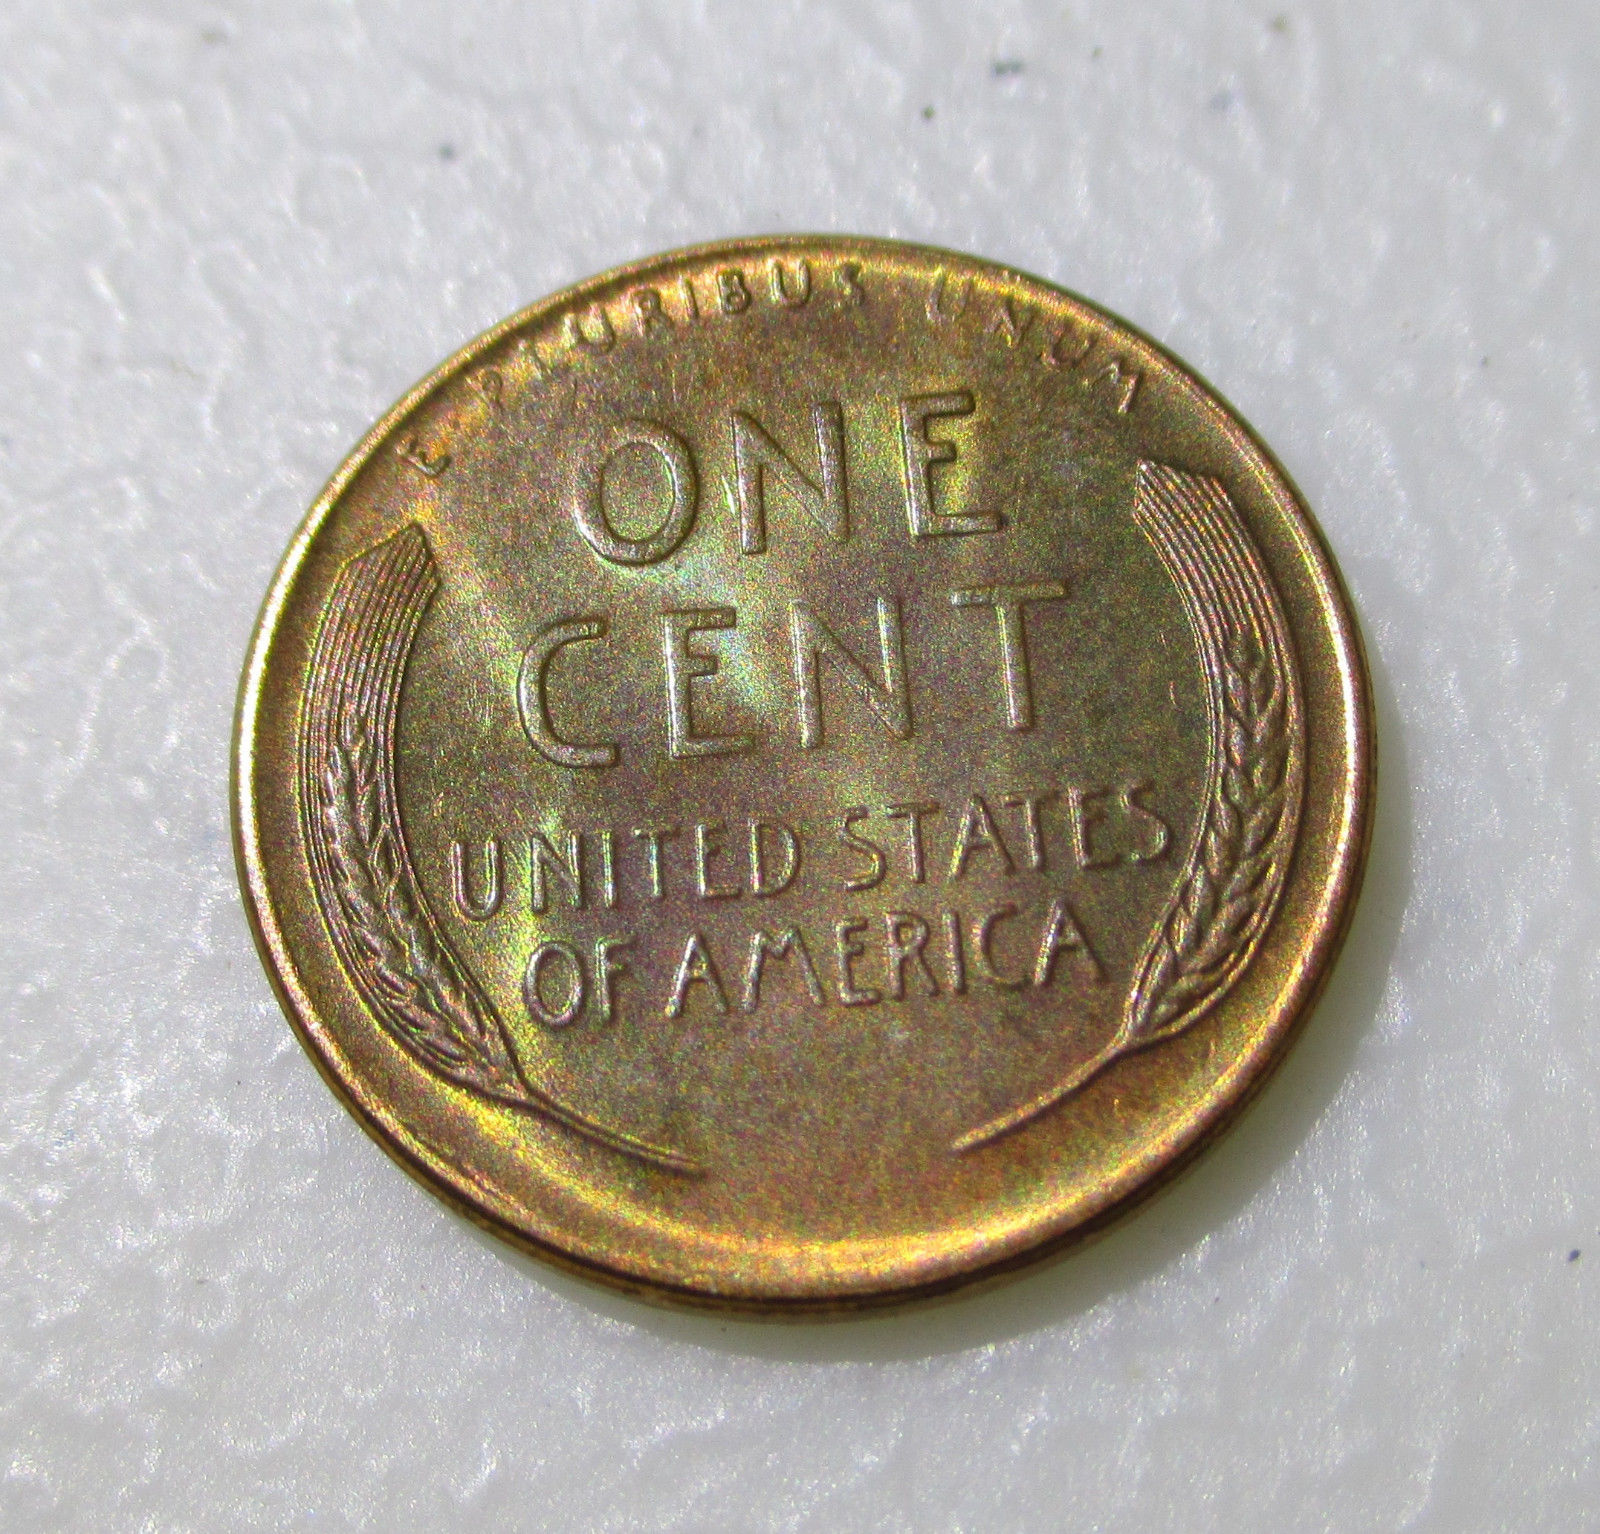 E · PLURIBUS · UNUM
ONE
CENT
UNITED STATES
OF AMERICA